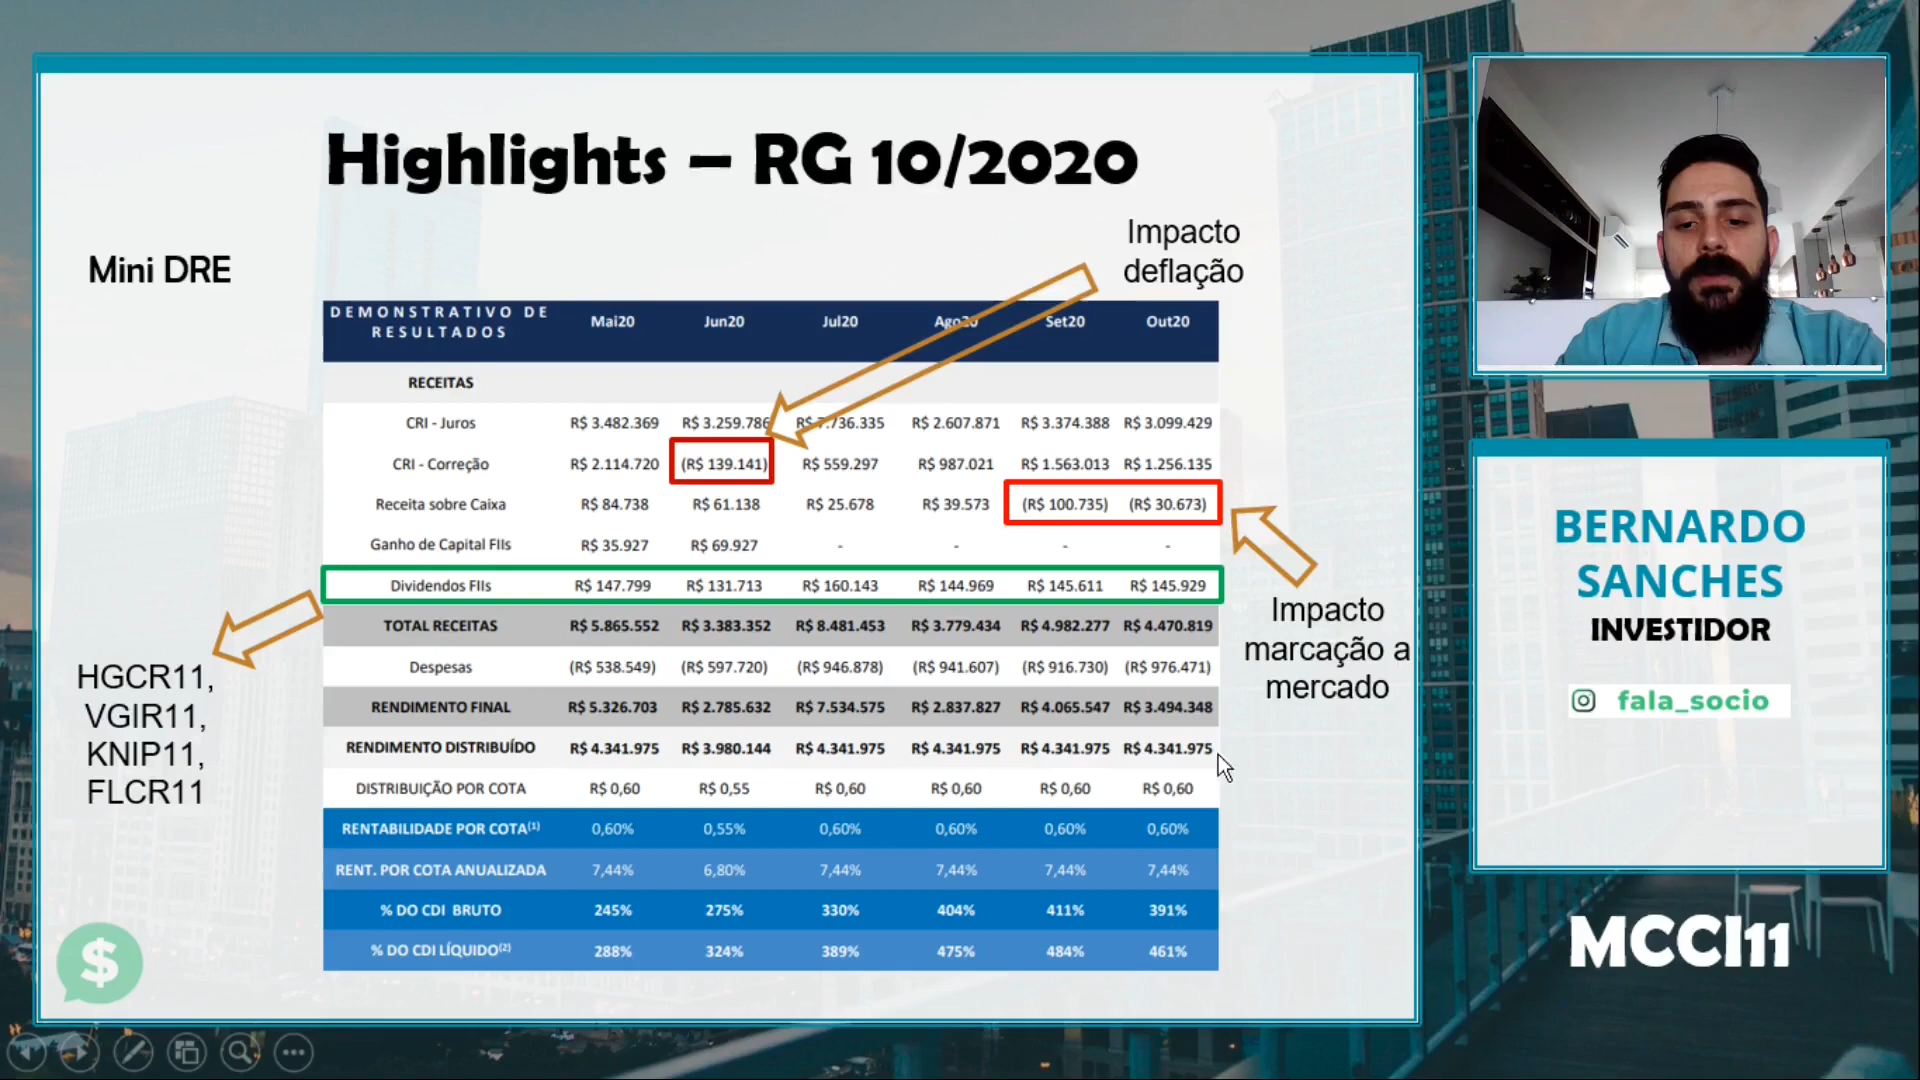 Highlights – RG 10/2020
Mini DRE
Impacto
deflação
DEMONSTRATIVO DE
RESULTADOS Mai20 Jun20 Jul20 Ago20 Set20 Out20
RECEITAS
CRI - Juros R$ 3.482.369 R$ 3.259.786 R$ 7.736.335 R$ 2.607.871 R$ 3.374.388 R$ 3.099.429
CRI - Correção R$ 2.114.720 (R$ 139.141) R$ 559.297 R$ 987.021 R$ 1.563.013 R$ 1.256.135
Receita sobre Caixa R$ 84.738 R$ 61.138 R$ 25.678 R$ 39.573 (R$ 100.735) (R$ 30.673)
Ganho de Capital FIIs R$ 35.927 R$ 69.927 - - - -
Dividendos FIIs R$ 147.799 R$ 131.713 R$ 160.143 R$ 144.969 R$ 145.611 R$ 145.929
TOTAL RECEITAS R$ 5.865.552 R$ 3.383.352 R$ 8.481.453 R$ 3.779.434 R$ 4.982.277 R$ 4.470.819
Despesas (R$ 538.549) (R$ 597.720) (R$ 946.878) (R$ 941.607) (R$ 916.730) (R$ 976.471)
RENDIMENTO FINAL R$ 5.326.703 R$ 2.785.632 R$ 7.534.575 R$ 2.837.827 R$ 4.065.547 R$ 3.494.348
RENDIMENTO DISTRIBUÍDO R$ 4.341.975 R$ 3.980.144 R$ 4.341.975 R$ 4.341.975 R$ 4.341.975 R$ 4.341.975
DISTRIBUIÇÃO POR COTA R$ 0,60 R$ 0,55 R$ 0,60 R$ 0,60 R$ 0,60 R$ 0,60
RENTABILIDADE POR COTA(1) 0,60% 0,55% 0,60% 0,60% 0,60% 0,60%
RENT. POR COTA ANUALIZADA 7,44% 6,80% 7,44% 7,44% 7,44% 7,44%
% DO CDI BRUTO 245% 275% 330% 404% 411% 391%
% DO CDI LÍQUIDO(2) 288% 324% 389% 475% 484% 461%
HGCR11,
VGIR11,
KNIP11,
FLCR11
Impacto
marcação a
mercado
$
BERNARDO
SANCHES
INVESTIDOR
fala_socio
MCCI11